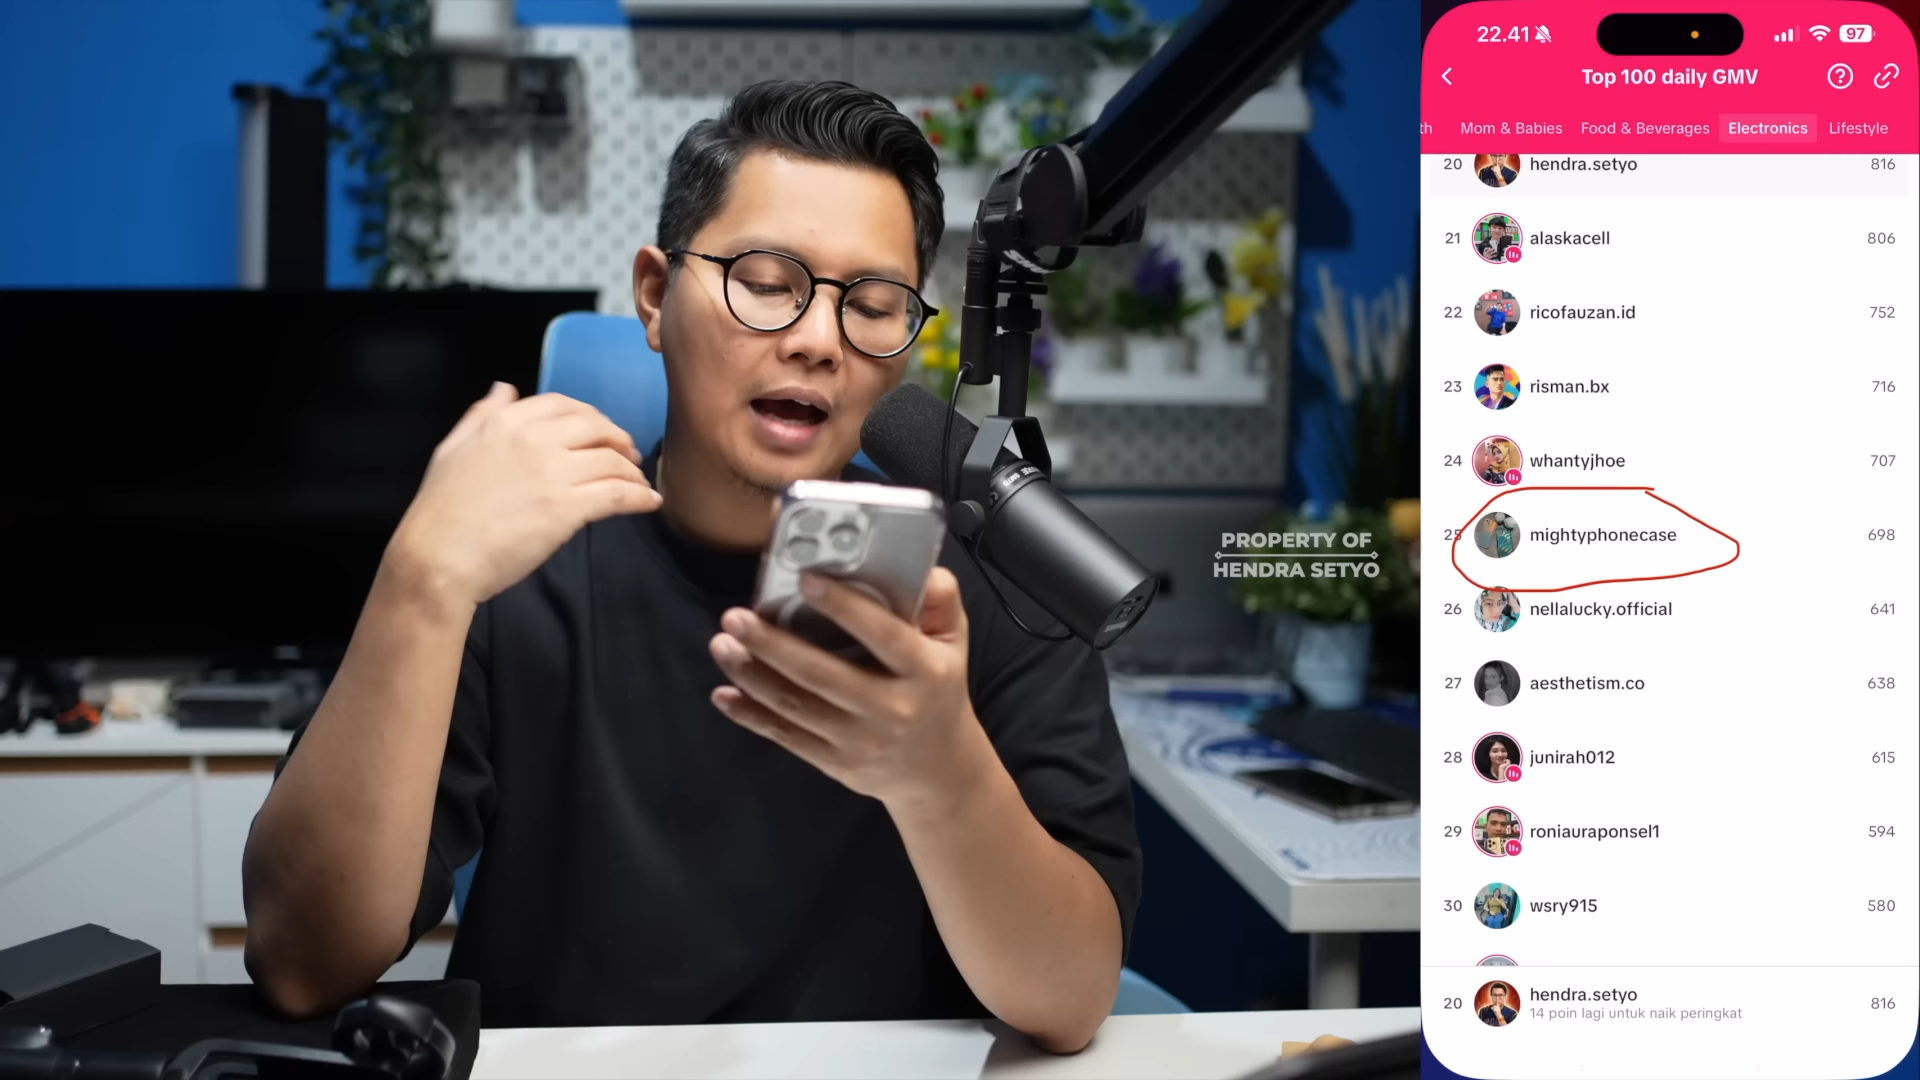 PROPERTY OF
HENDRA SETYO
22.41
97
Top 100 daily GMV
th Mom & Babies Food & Beverages Electronics Lifestyle
20 hendra.setyo 816
21 alaskacell 806
22 ricofauzan.id 752
23 risman.bx 716
24 whantyjhoe 707
25 mightyphonecase 698
26 nellalucky.official 641
27 aesthetism.co 638
28 junirah012 615
29 roniauraponsel1 594
30 wsry915 580
20 hendra.setyo 816
14 poin lagi untuk naik peringkat